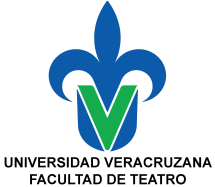 UNIVERSIDAD VERACRUZANA
FACULTAD DE TEATRO